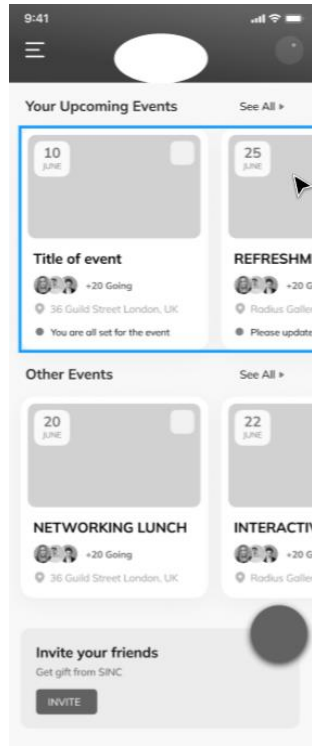 9:41
Your Upcoming Events See All
10 25
JUNE JUNE
Title of event REFRESHM
+20 Going +20 G
36 Guild Street London, UK Radius Galler
You are all set for the event Please update
Other Events See All
20 22
JUNE JUNE
NETWORKING LUNCH INTERACTIV
+20 Going +20 G
36 Guild Street London, UK Radius Galler
Invite your friends
Get gift from SINC
INVITE